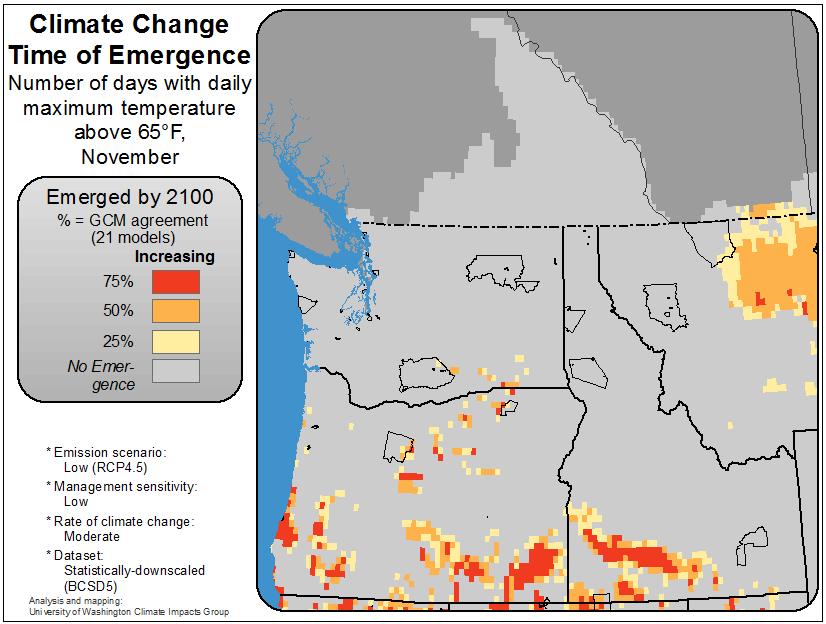 Climate Change
Time of Emergence
Number of days with daily
maximum temperature
above 65°F,
November
Emerged by 2100
% = GCM agreement
(21 models)
Increasing
75%
50%
25%
No Emer-
gence
* Emission scenario:
Low (RCP4.5)
* Management sensitivity:
Low
* Rate of climate change:
Moderate
* Dataset:
Statistically-downscaled
(BCSD5)
Analysis and mapping:
University of Washington Climate Impacts Group